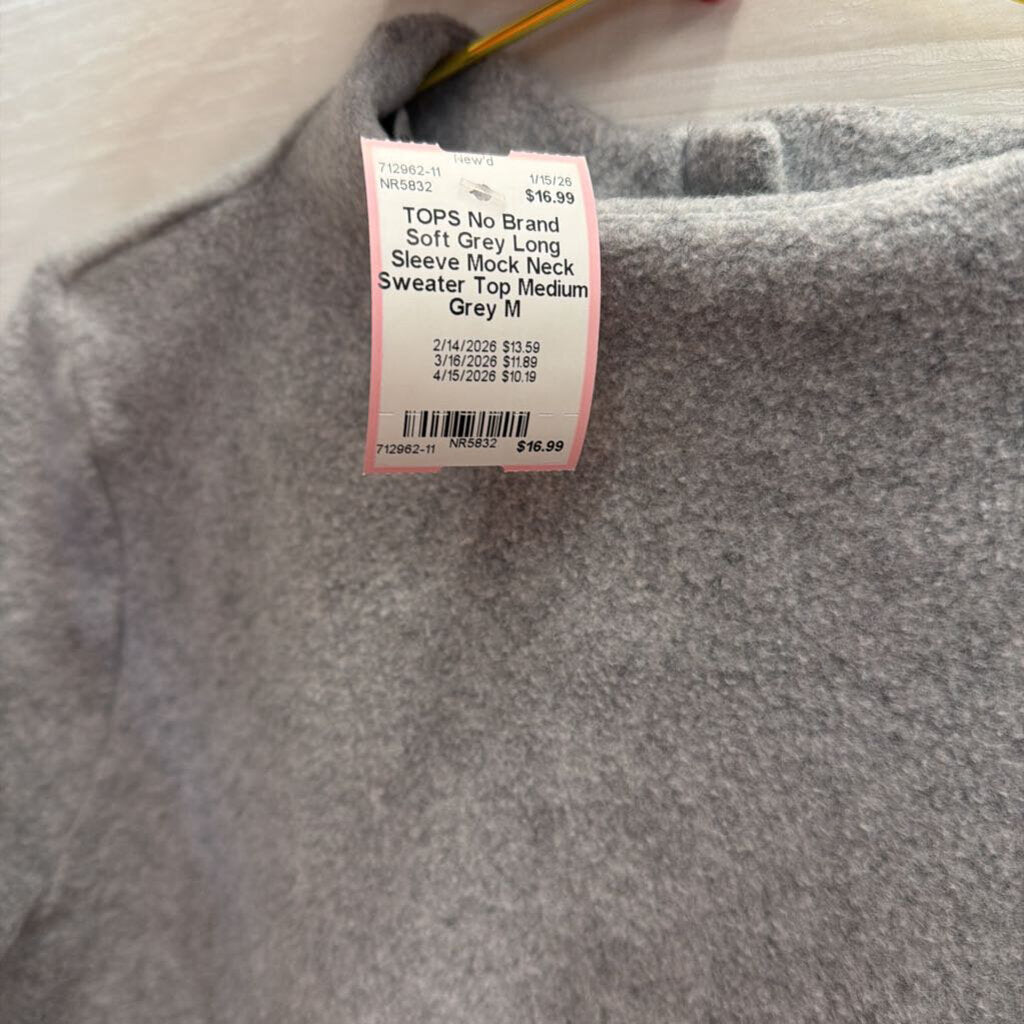 New'd
712962-11 1/15/26
NR5832 $16.99
TOPS No Brand
Soft Grey Long
Sleeve Mock Neck
Sweater Top Medium
Grey M
2/14/2026 $13.59
3/16/2026 $11.89
4/15/2026 $10.19
712962-11 NR5832 $16.99